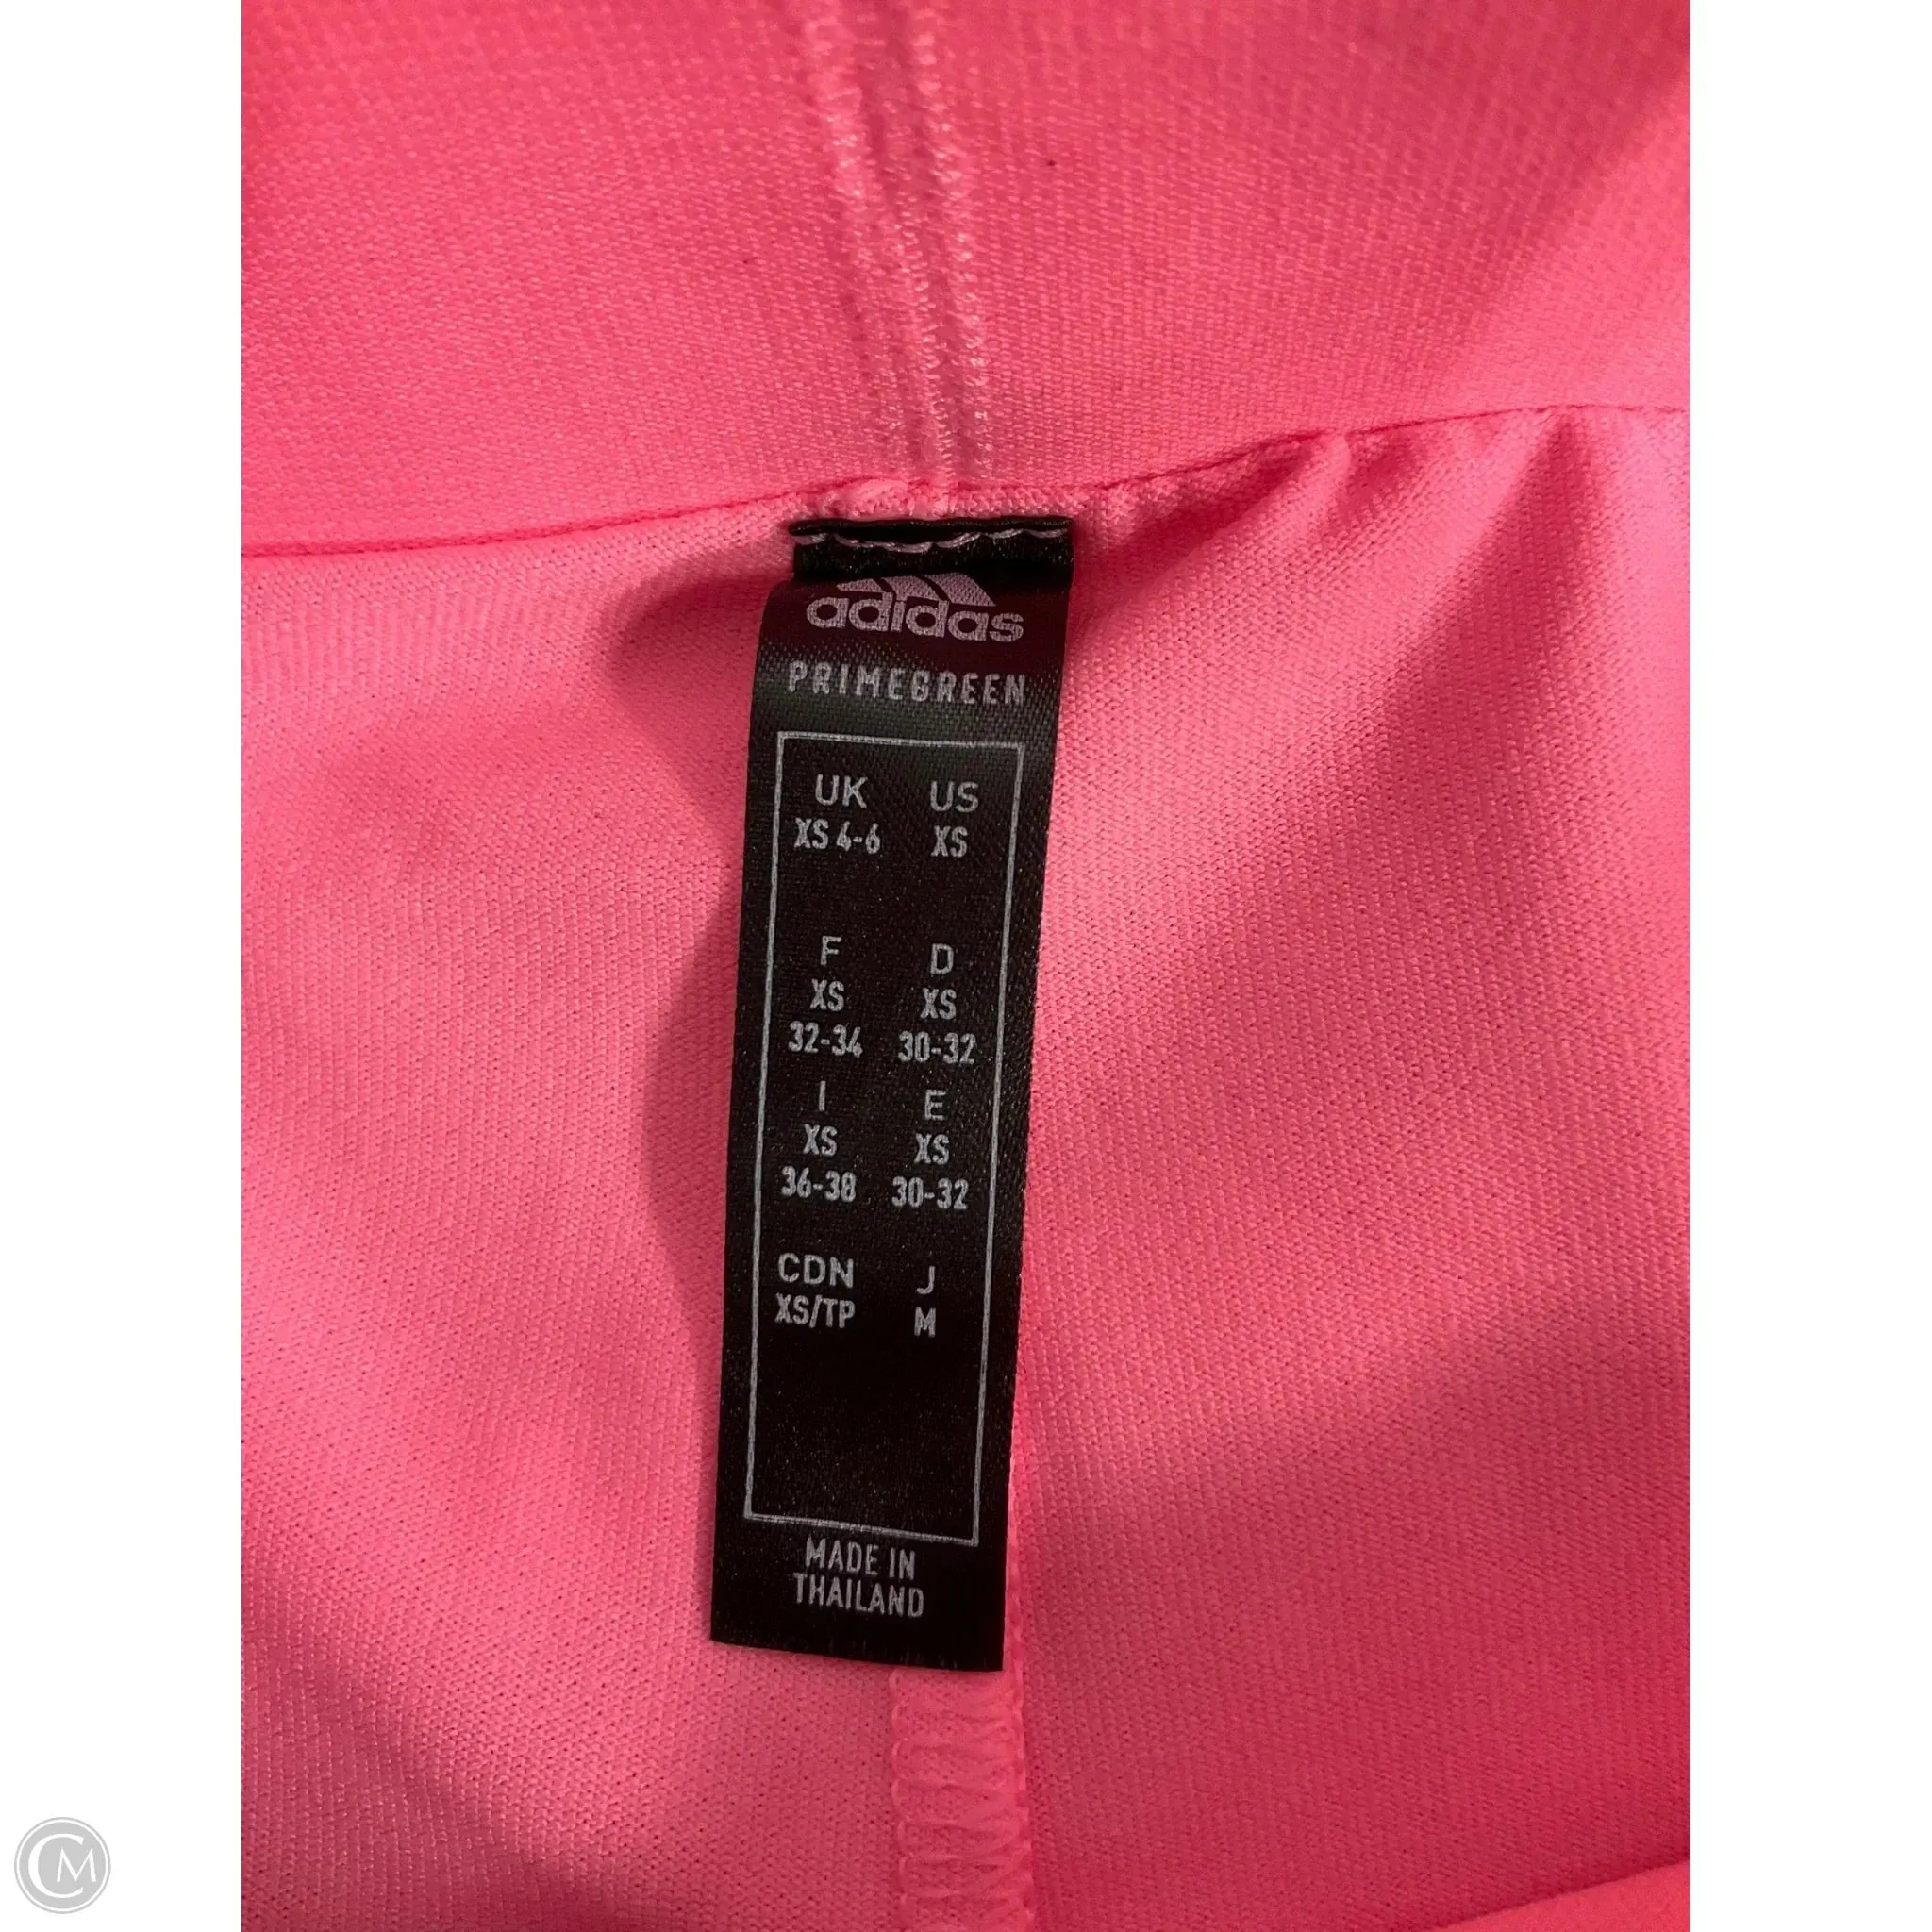 adidas
PRIMEGREEN
UK US
XS 4-6 XS
F D
XS XS
32-34 30-32
I E
XS XS
36-38 30-32
CDN J
XS/TP M
MADE IN
THAILAND
CM